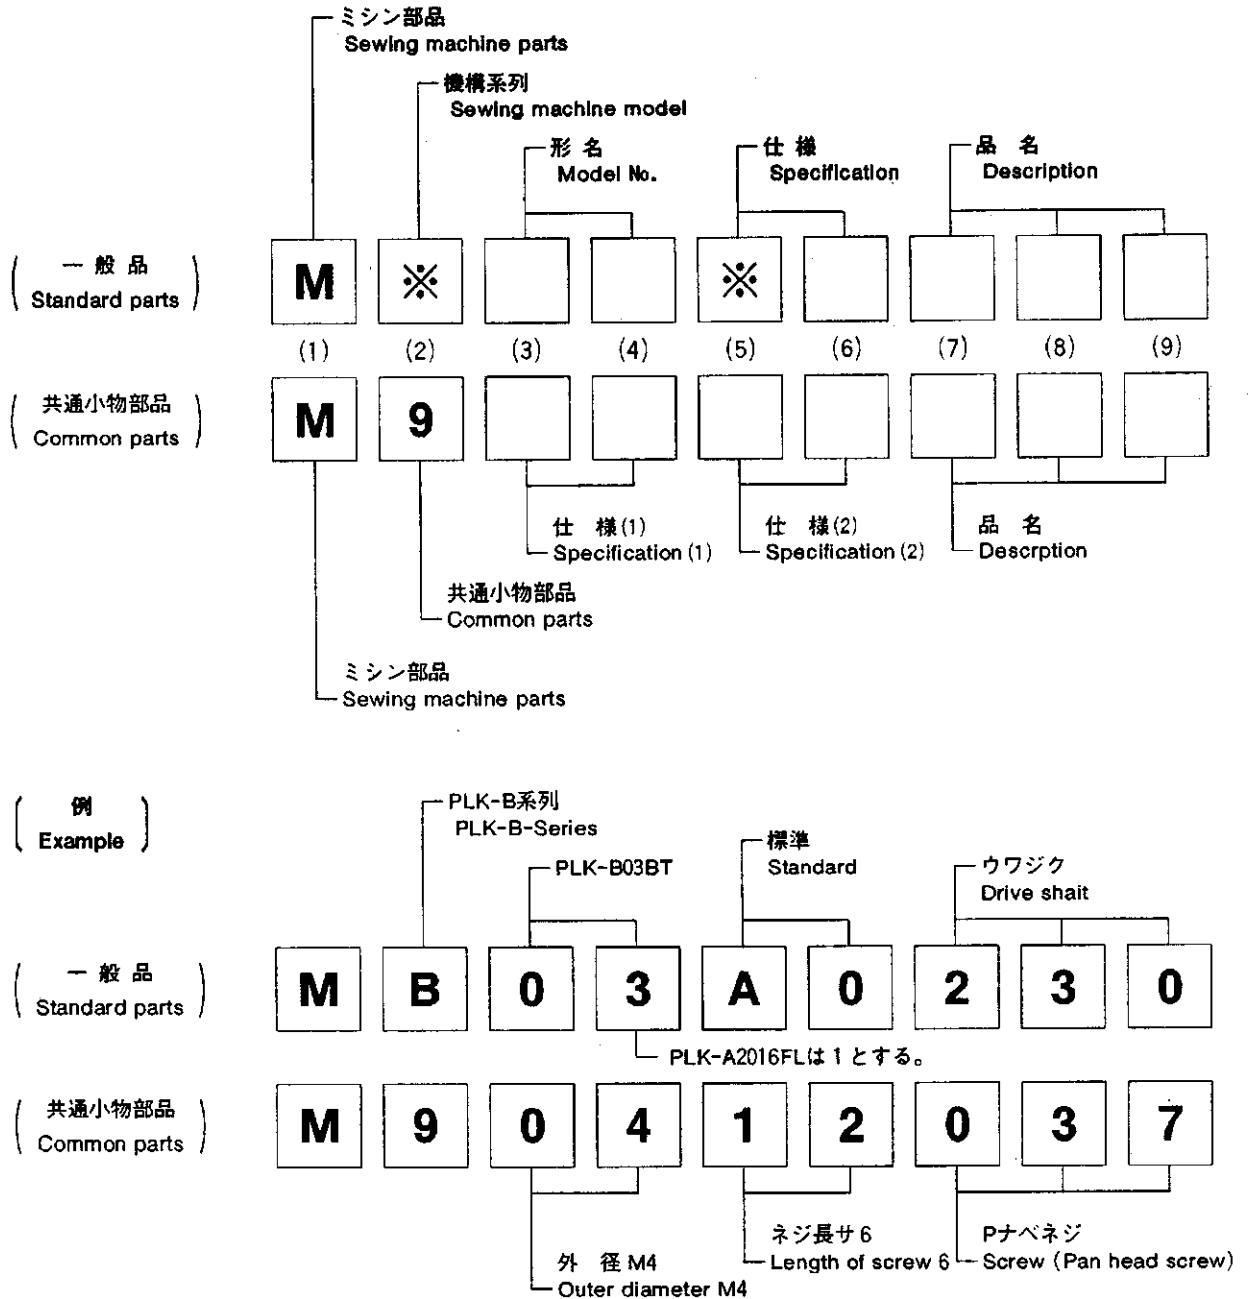 ミシン部品
Sewing machine parts
機構系列
Sewing machine model
形 名
Model No.
仕 様
Specification
品 名
Description
一 般 品
Standard parts
M ※ ※
(1) (2) (3) (4) (5) (6) (7) (8) (9)
共通小物部品
Common parts
M 9
仕 様(1)
Specification (1)
仕 様(2)
Specification (2)
品 名
Descrption
共通小物部品
Common parts
ミシン部品
Sewing machine parts
例
Example
PLK-B系列
PLK-B-Series
PLK-B03BT
標準
Standard
ウワジク
Drive shait
一 般 品
Standard parts
M B 0 3 A 0 2 3 0
PLK-A2016FLは1とする。
共通小物部品
Common parts
M 9 0 4 1 2 0 3 7
外 径 M4
Outer diameter M4
ネジ長サ 6
Length of screw 6
Pナベネジ
Screw (Pan head screw)